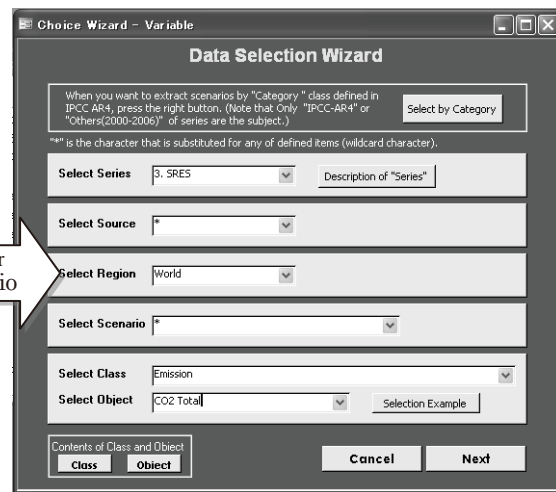 Choice Wizard - Variable
Data Selection Wizard
When you want to extract scenarios by "Category " class defined in
IPCC AR4, press the right button. (Note that Only "IPCC-AR4" or
"Others(2000-2006)" of series are the subject.)
Select by Category
"*" is the character that is substituted for any of defined items (wildcard character).
Select Series
3. SRES
Description of "Series"
Select Source
*
r
io
Select Region
World
Select Scenario
*
Select Class
Emission
Select Object
CO2 Total
Selection Example
Contents of Class and Object
Class
Object
Cancel
Next